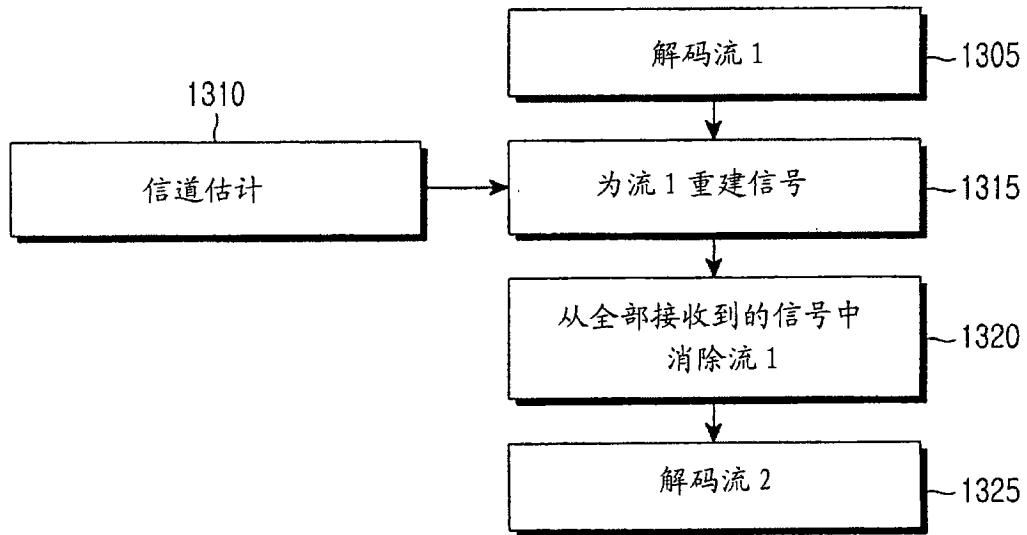 解码流 1
1305
1310
信道估计
为流 1 重建信号
1315
从全部接收到的信号中
消除流 1
1320
解码流 2
1325